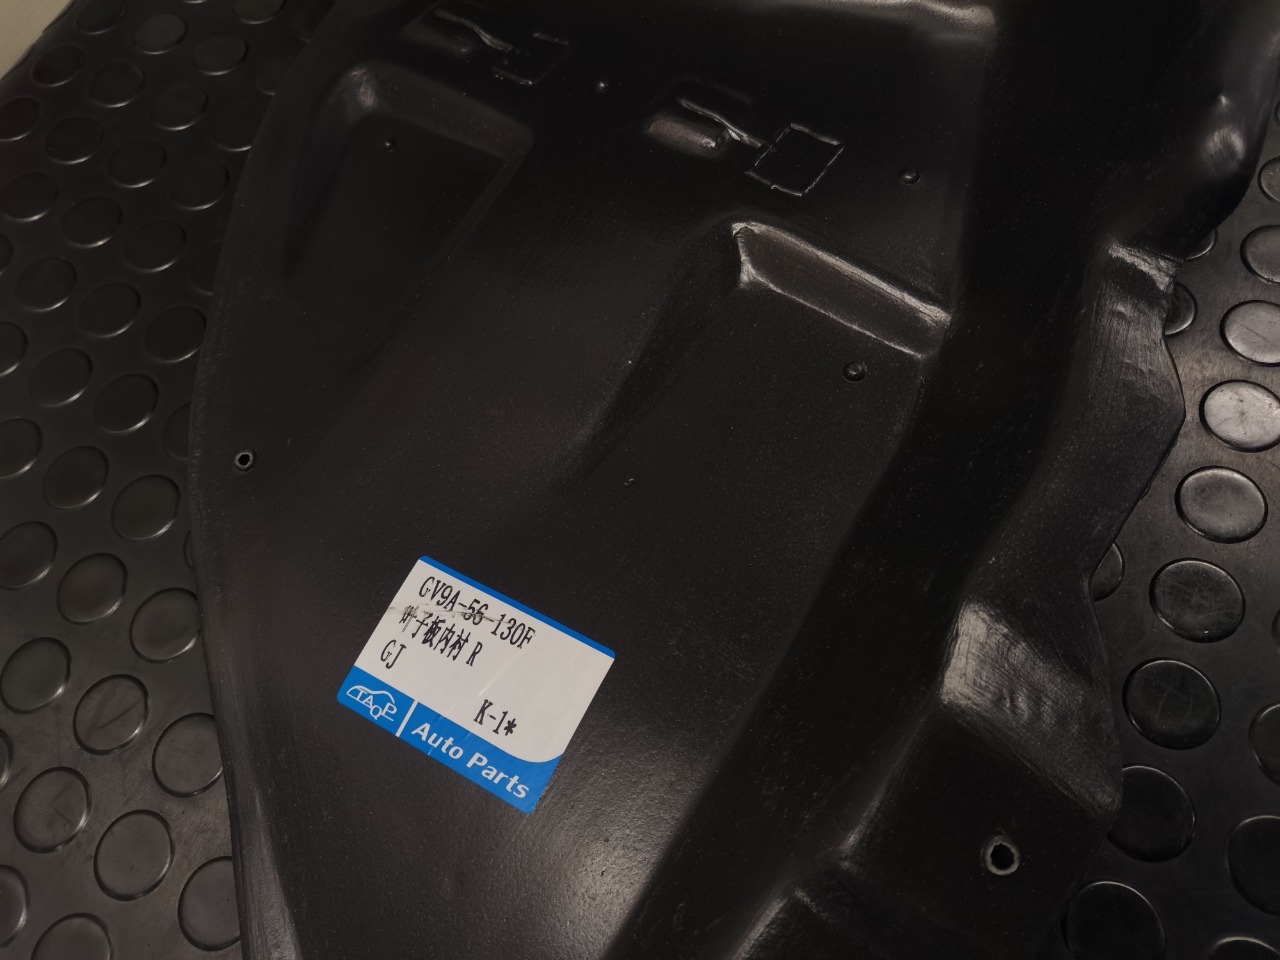 GV9A-56-130F
叶子板内衬 R
GJ
K-1*
TAQP
Auto Parts